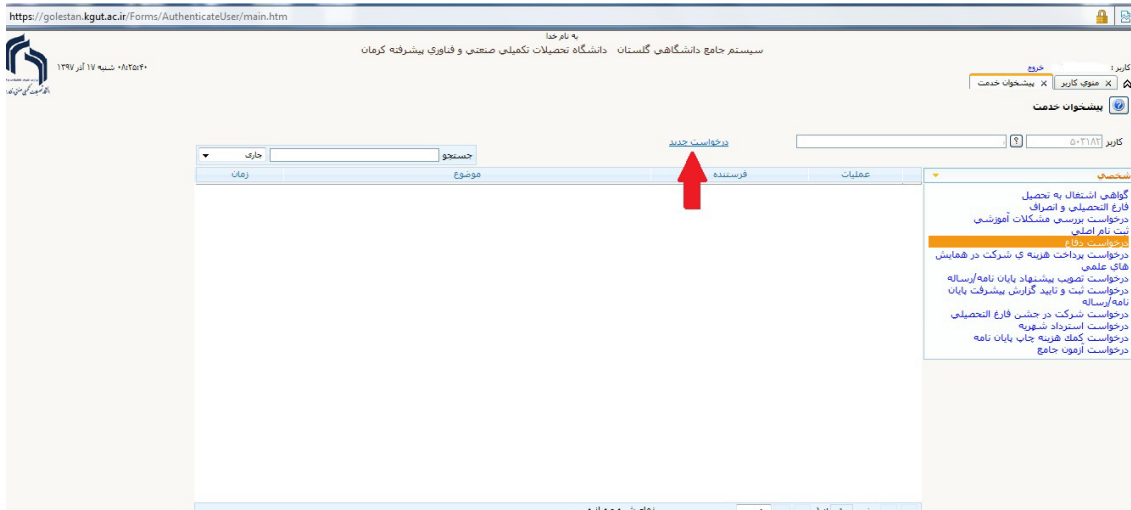 https://golestan.kgut.ac.ir/Forms/AuthenticateUser/main.htm
به نام خدا
سیستم جامع دانشگاهی گلستان دانشگاه تحصیلات تکمیلی صنعتی و فناوری پیشرفته کرمان
کاربر :
خروج
۰۸:۲۵:۴۰ شنبه ۱۷ آذر ۱۳۹۷
منوی کاربر X
پیشخوان خدمت X
پیشخوان خدمت
کاربر ۵۰۳۱۸۲ ؟
درخواست جدید
جستجو
جاری
عملیات فرستنده موضوع زمان
شخصی
گواهی اشتغال به تحصیل
فارغ التحصیلی و انصراف
درخواست بررسی مشکلات آموزشی
ثبت نام اصلی
درخواست دفاع
درخواست پرداخت هزینه ی شرکت در همایش
های علمی
درخواست تصویب پیشنهاد پایان نامه/رساله
درخواست ثبت و تایید گزارش پیشرفت پایان
نامه/رساله
درخواست شرکت در جشن فارغ التحصیلی
درخواست استرداد شهریه
درخواست کمک هزینه چاپ پایان نامه
درخواست آزمون جامع